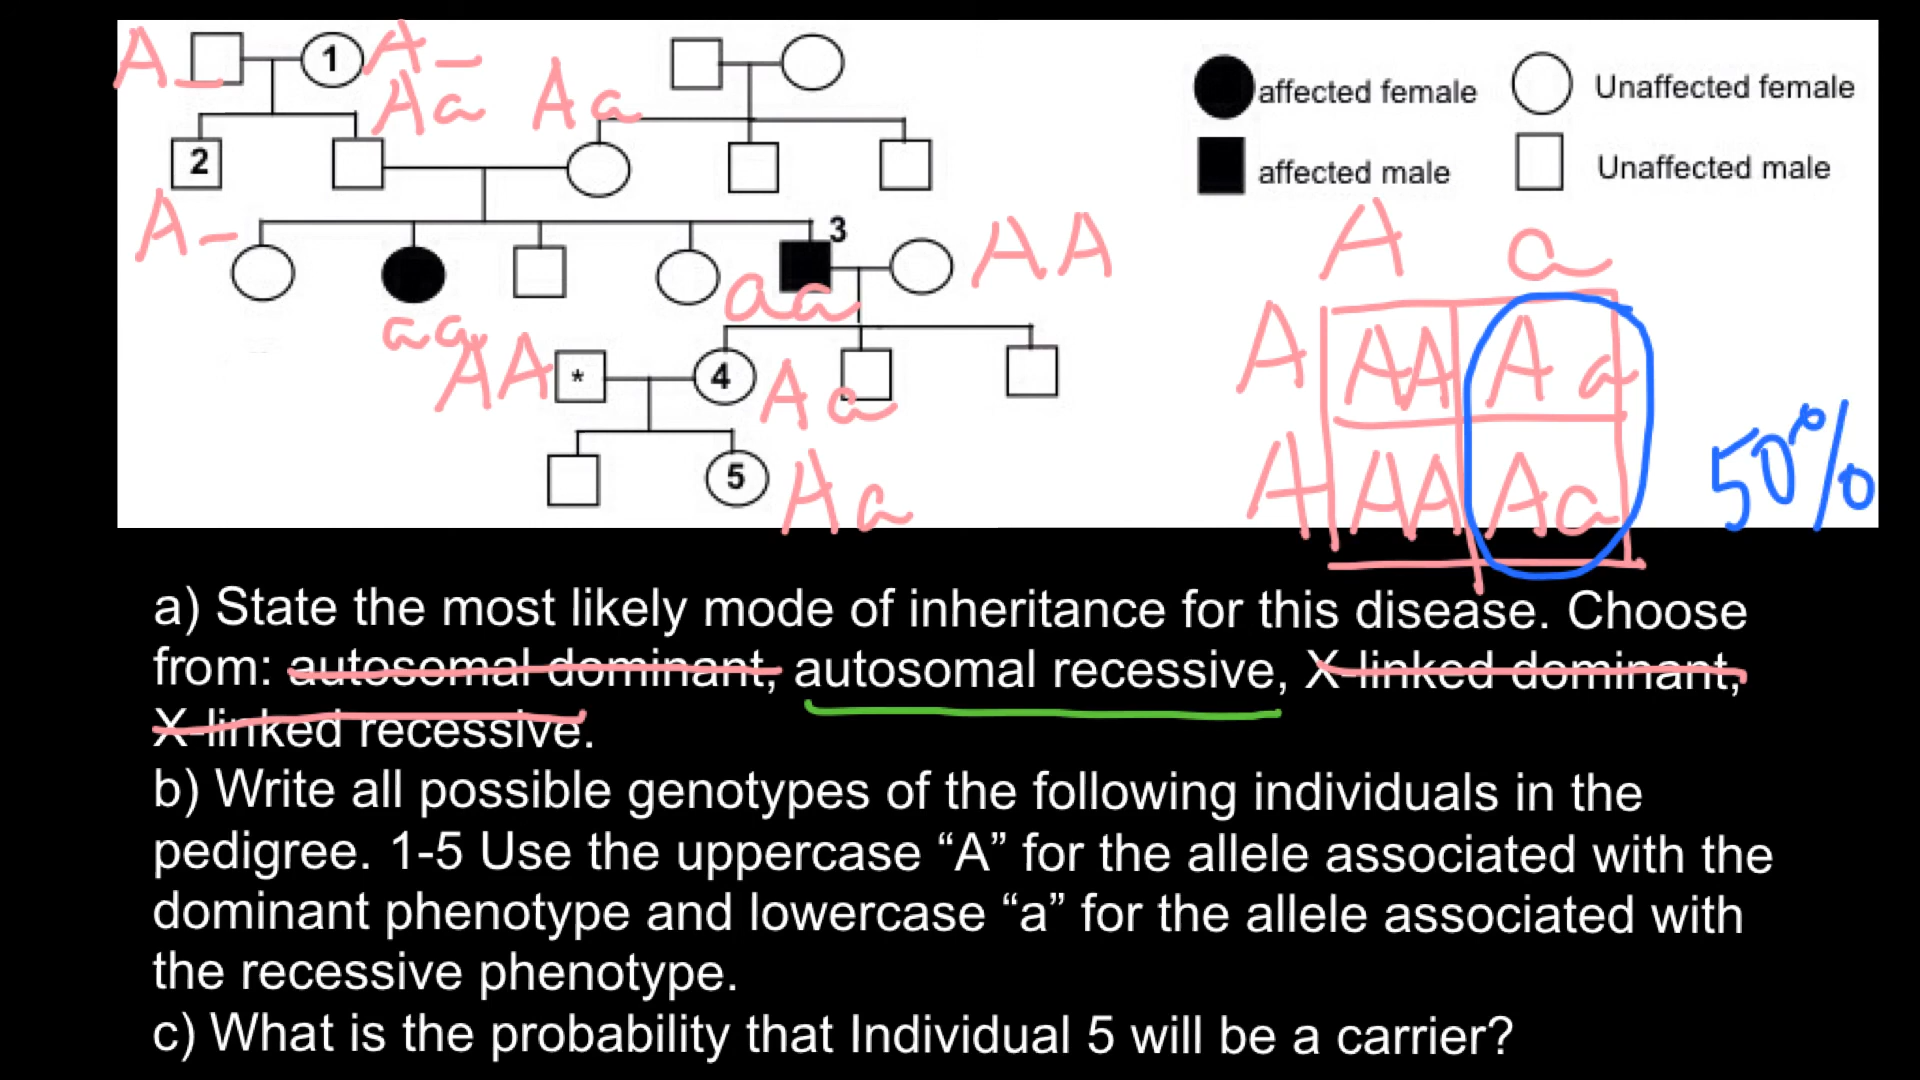 A_ 1 A_
Aa Aa
2
A-
3
aa aa AA
AA * 4 Aa
5 Aa
affected female Unaffected female
affected male Unaffected male
A a
A AA Aa
A AA Aa
50%
a) State the most likely mode of inheritance for this disease. Choose
from: autosomal dominant, autosomal recessive, X-linked dominant,
X-linked recessive.
b) Write all possible genotypes of the following individuals in the
pedigree. 1-5 Use the uppercase “A” for the allele associated with the
dominant phenotype and lowercase “a” for the allele associated with
the recessive phenotype.
c) What is the probability that Individual 5 will be a carrier?